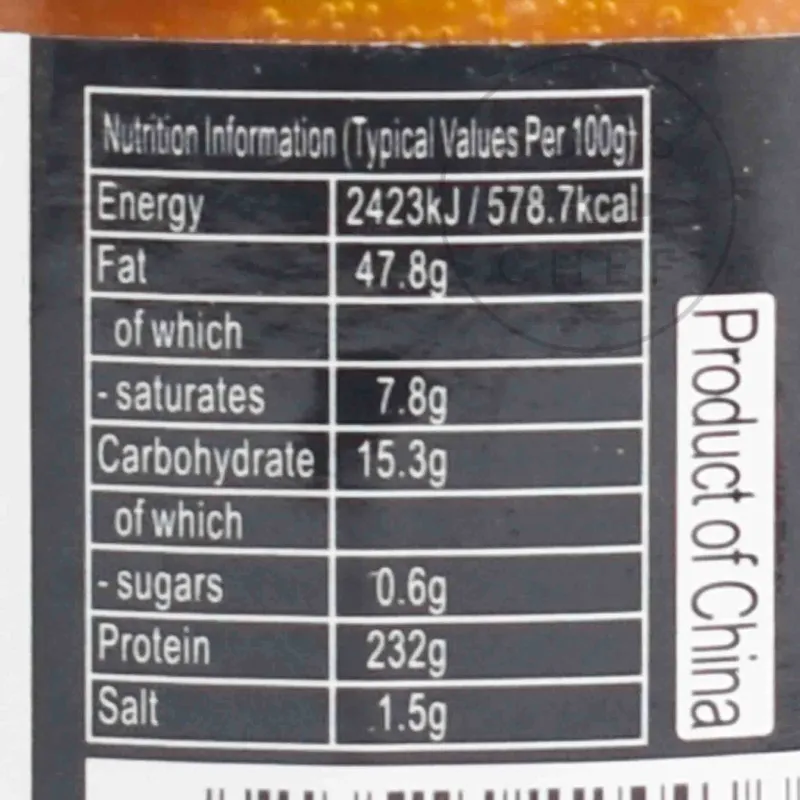 Nutrition Information (Typical Values Per 100g)
Energy 2423kJ / 578.7kcal
Fat 47.8g
of which
- saturates 7.8g
Carbohydrate 15.3g
of which
- sugars 0.6g
Protein 232g
Salt 1.5g
Product of China
CHEF